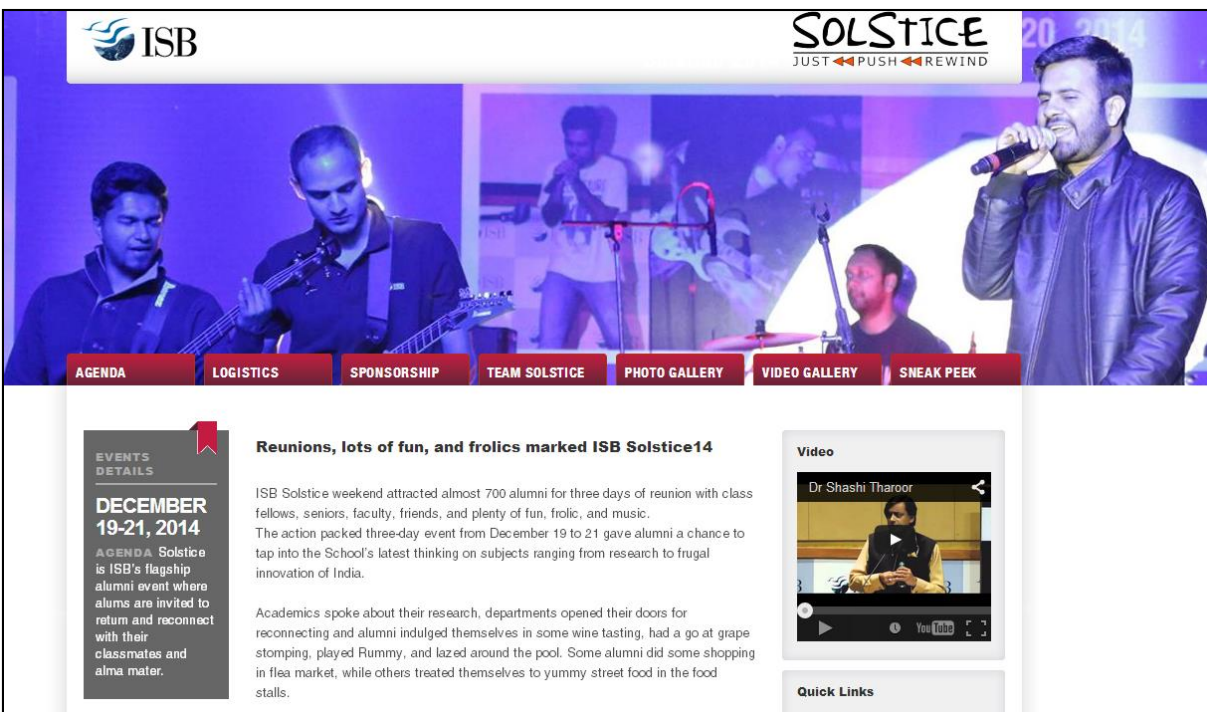 ISB
SOLSTICE
JUST PUSH REWIND
20 2014
AGENDA
LOGISTICS
SPONSORSHIP
TEAM SOLSTICE
PHOTO GALLERY
VIDEO GALLERY
SNEAK PEEK
EVENTS
DETAILS
DECEMBER
19-21, 2014
AGENDA Solstice
is ISB's flagship
alumni event where
alums are invited to
return and reconnect
with their
classmates and
alma mater.
Reunions, lots of fun, and frolics marked ISB Solstice14
ISB Solstice weekend attracted almost 700 alumni for three days of reunion with class
fellows, seniors, faculty, friends, and plenty of fun, frolic, and music.
The action packed three-day event from December 19 to 21 gave alumni a chance to
tap into the School's latest thinking on subjects ranging from research to frugal
innovation of India.
Academics spoke about their research, departments opened their doors for
reconnecting and alumni indulged themselves in some wine tasting, had a go at grape
stomping, played Rummy, and lazed around the pool. Some alumni did some shopping
in flea market, while others treated themselves to yummy street food in the food
stalls.
Video
Dr Shashi Tharoor
YouTube
Quick Links